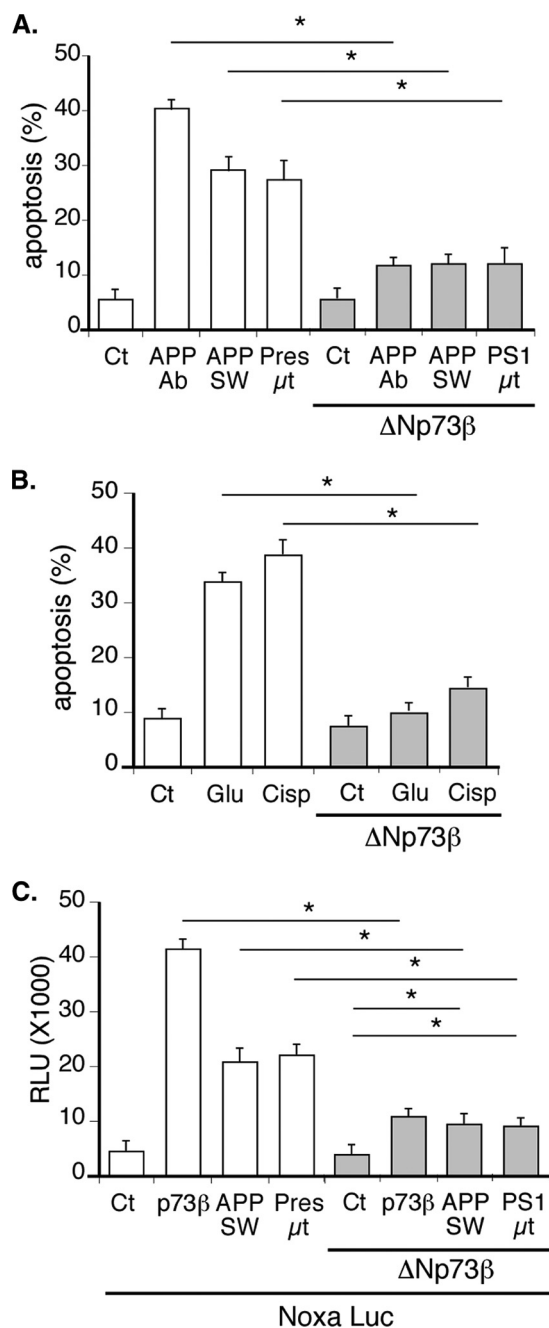 A.
*
*
*
apoptosis (%)
50
40
30
20
10
0
Ct APP Ab APP SW Pres µt Ct APP Ab APP SW PS1 µt
ΔNp73β
B.
*
*
apoptosis (%)
50
40
30
20
10
0
Ct Glu Cisp Ct Glu Cisp
ΔNp73β
C.
*
*
*
*
*
RLU (X1000)
50
40
30
20
10
0
Ct p73β APP SW Pres µt Ct p73β APP SW PS1 µt
ΔNp73β
Noxa Luc